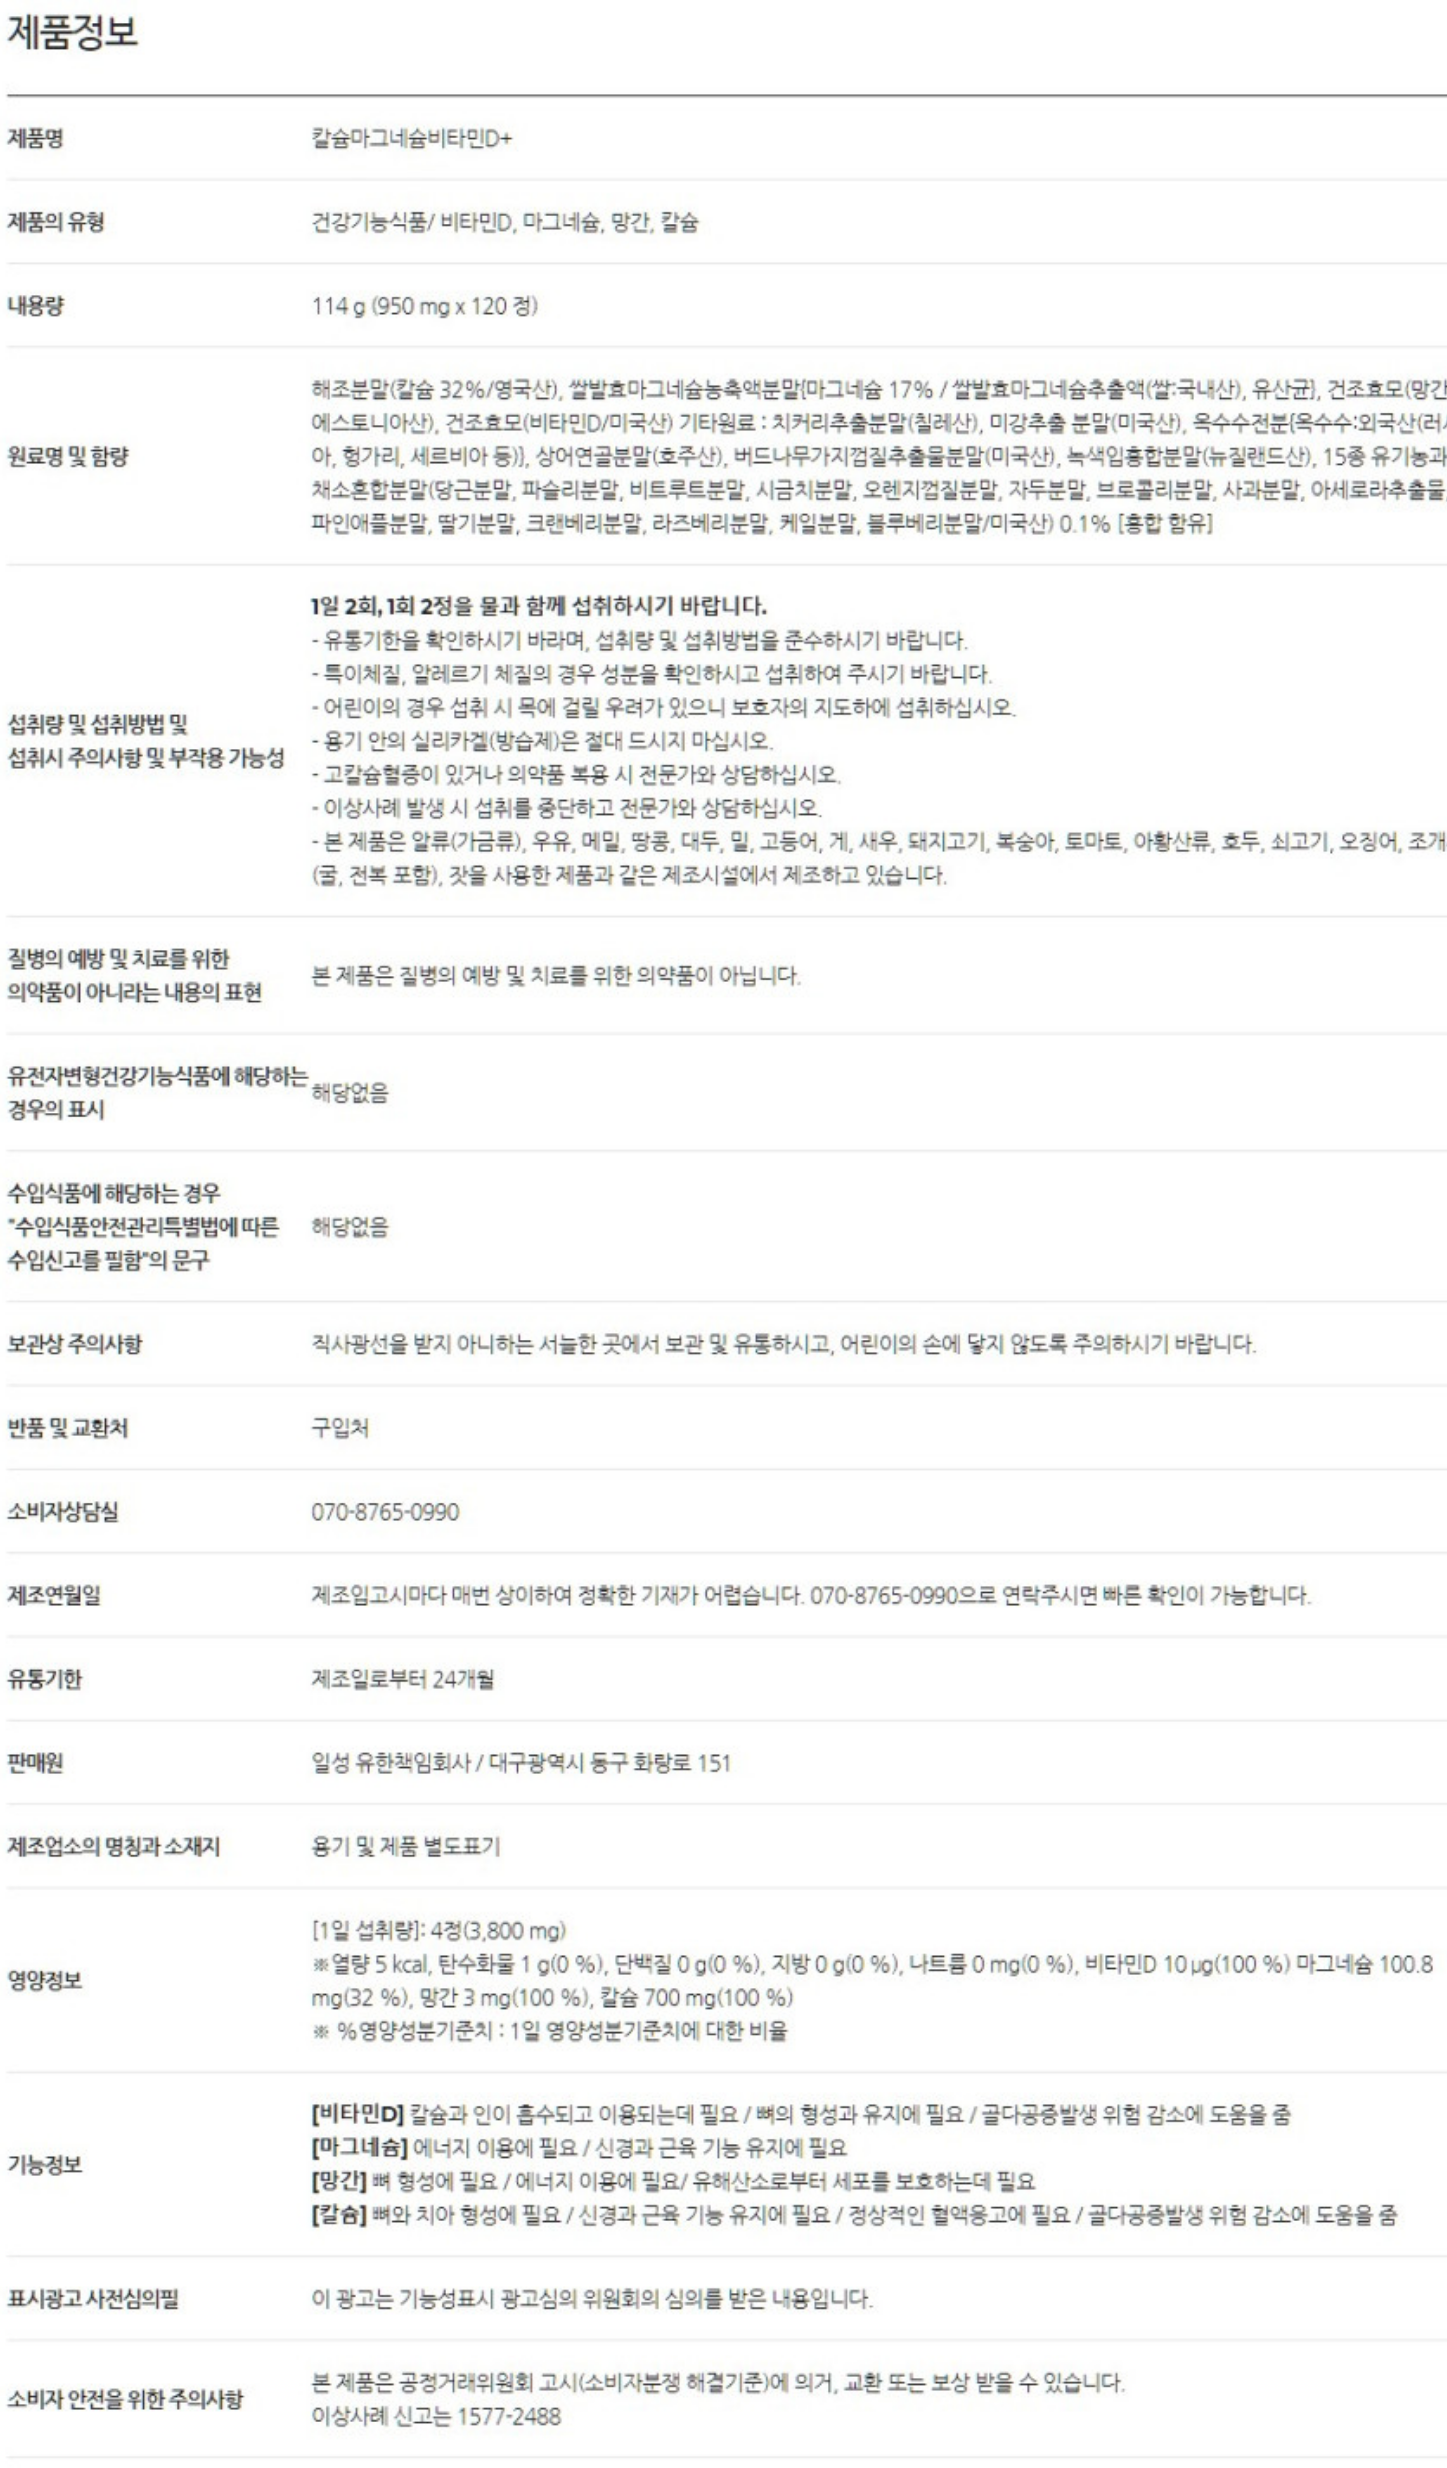 제품정보
제품명
칼슘마그네슘비타민D+
제품의 유형
건강기능식품/ 비타민D, 마그네슘, 망간, 칼슘
내용량
114 g (950 mg x 120 정)
원료명 및 함량
해조분말(칼슘 32%/영국산), 쌀발효마그네슘농축액분말{마그네슘 17% / 쌀발효마그네슘추출액(쌀:국내산), 유산균}, 건조효모(망간
에스토니아산), 건조효모(비타민D/미국산) 기타원료 : 치커리추출분말(칠레산), 미강추출 분말(미국산), 옥수수전분{옥수수:외국산(러
아, 헝가리, 세르비아 등)}, 상어연골분말(호주산), 버드나무가지껍질추출물분말(미국산), 녹색입홍합분말(뉴질랜드산), 15종 유기농과
채소혼합분말(당근분말, 파슬리분말, 비트루트분말, 시금치분말, 오렌지껍질분말, 자두분말, 브로콜리분말, 사과분말, 아세로라추출물,
파인애플분말, 딸기분말, 크랜베리분말, 라즈베리분말, 케일분말, 블루베리분말/미국산) 0.1% [홍합 함유]
섭취량 및 섭취방법 및
섭취시 주의사항 및 부작용 가능성
1일 2회, 1회 2정을 물과 함께 섭취하시기 바랍니다.
- 유통기한을 확인하시기 바라며, 섭취량 및 섭취방법을 준수하시기 바랍니다.
- 특이체질, 알레르기 체질의 경우 성분을 확인하시고 섭취하여 주시기 바랍니다.
- 어린이의 경우 섭취 시 목에 걸릴 우려가 있으니 보호자의 지도하에 섭취하십시오.
- 용기 안의 실리카겔(방습제)은 절대 드시지 마십시오.
- 고칼슘혈증이 있거나 의약품 복용 시 전문가와 상담하십시오.
- 이상사례 발생 시 섭취를 중단하고 전문가와 상담하십시오.
- 본 제품은 알류(가금류), 우유, 메밀, 땅콩, 대두, 밀, 고등어, 게, 새우, 돼지고기, 복숭아, 토마토, 아황산류, 호두, 쇠고기, 오징어, 조개
(굴, 전복 포함), 잣을 사용한 제품과 같은 제조시설에서 제조하고 있습니다.
질병의 예방 및 치료를 위한
의약품이 아니라는 내용의 표현
본 제품은 질병의 예방 및 치료를 위한 의약품이 아닙니다.
유전자변형건강기능식품에 해당하는
경우의 표시
해당없음
수입식품에 해당하는 경우
"수입식품안전관리특별법에 따른
수입신고를 필함"의 문구
해당없음
보관상 주의사항
직사광선을 받지 아니하는 서늘한 곳에서 보관 및 유통하시고, 어린이의 손에 닿지 않도록 주의하시기 바랍니다.
반품 및 교환처
구입처
소비자상담실
070-8765-0990
제조연월일
제조입고시마다 매번 상이하여 정확한 기재가 어렵습니다. 070-8765-0990으로 연락주시면 빠른 확인이 가능합니다.
유통기한
제조일로부터 24개월
판매원
일성 유한책임회사 / 대구광역시 동구 화랑로 151
제조업소의 명칭과 소재지
용기 및 제품 별도표기
영양정보
[1일 섭취량]: 4정(3,800 mg)
※열량 5 kcal, 탄수화물 1 g(0 %), 단백질 0 g(0 %), 지방 0 g(0 %), 나트륨 0 mg(0 %), 비타민D 10 µg(100 %) 마그네슘 100.8
mg(32 %), 망간 3 mg(100 %), 칼슘 700 mg(100 %)
※ %영양성분기준치 : 1일 영양성분기준치에 대한 비율
기능정보
[비타민D] 칼슘과 인이 흡수되고 이용되는데 필요 / 뼈의 형성과 유지에 필요 / 골다공증발생 위험 감소에 도움을 줌
[마그네슘] 에너지 이용에 필요 / 신경과 근육 기능 유지에 필요
[망간] 뼈 형성에 필요 / 에너지 이용에 필요/ 유해산소로부터 세포를 보호하는데 필요
[칼슘] 뼈와 치아 형성에 필요 / 신경과 근육 기능 유지에 필요 / 정상적인 혈액응고에 필요 / 골다공증발생 위험 감소에 도움을 줌
표시광고 사전심의필
이 광고는 기능성표시 광고심의 위원회의 심의를 받은 내용입니다.
소비자 안전을 위한 주의사항
본 제품은 공정거래위원회 고시(소비자분쟁 해결기준)에 의거, 교환 또는 보상 받을 수 있습니다.
이상사례 신고는 1577-2488